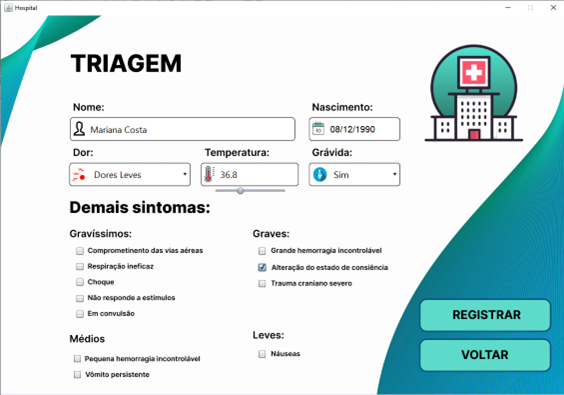 Hospital
TRIAGEM
Nome:
Nascimento:
Mariana Costa
08/12/1990
Dor:
Temperatura:
Grávida:
Dores Leves
36.8
Sim
Demais sintomas:
Gravíssimos:
Graves:
Comprometinento das vias aéreas
Grande hemorragia incontrolável
Respiração ineficaz
Alteração do estado de consiência
Choque
Trauma craniano severo
Não responde a estímulos
Em convulsão
REGISTRAR
Médios
Leves:
Pequena hemorragia incontrolável
Náuseas
VOLTAR
Vômito persistente